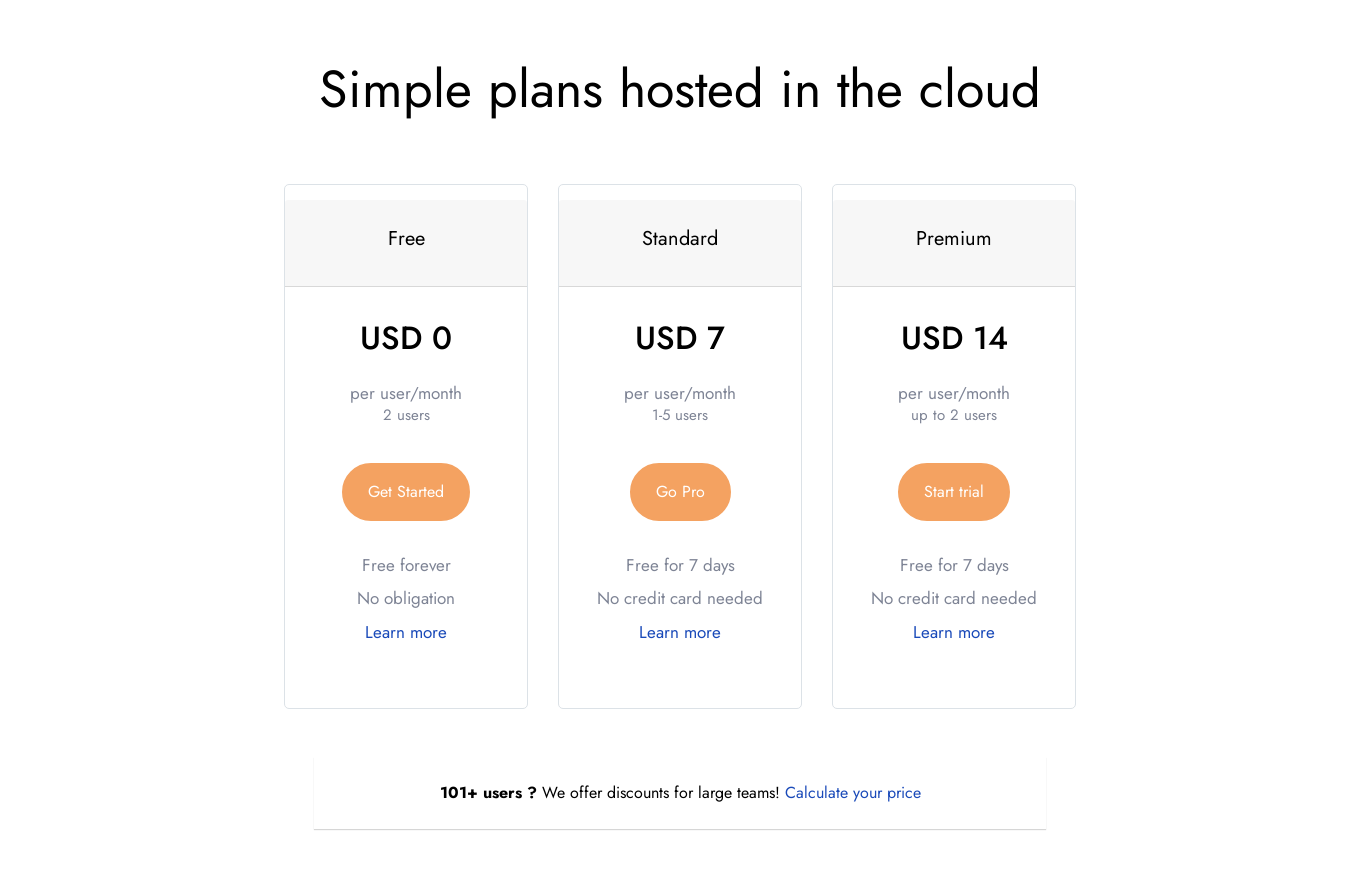 Simple plans hosted in the cloud
Free
USD 0
per user/month
2 users
Get Started
Free forever
No obligation
Learn more
Standard
USD 7
per user/month
1-5 users
Go Pro
Free for 7 days
No credit card needed
Learn more
Premium
USD 14
per user/month
up to 2 users
Start trial
Free for 7 days
No credit card needed
Learn more
101+ users ? We offer discounts for large teams! Calculate your price